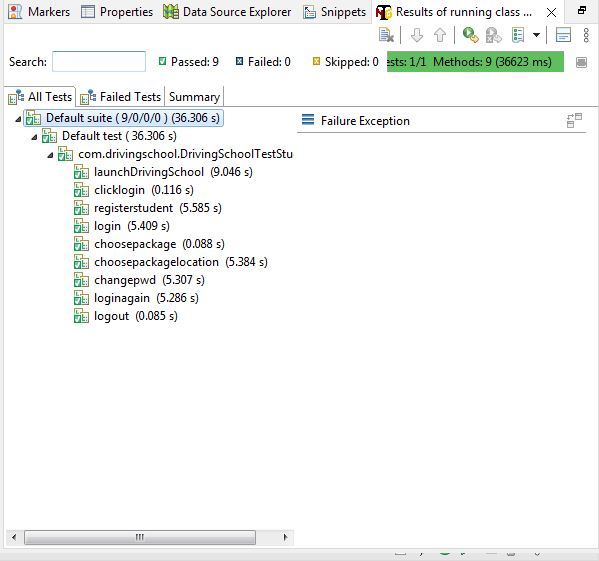 Markers Properties Data Source Explorer Snippets Results of running class ...
Search: Passed: 9 Failed: 0 Skipped: 0 ests: 1/1 Methods: 9 (36623 ms)
All Tests Failed Tests Summary
Default suite ( 9/0/0/0 ) (36.306 s)
Failure Exception
Default test ( 36.306 s)
com.drivingschool.DrivingSchoolTestStu
launchDrivingSchool (9.046 s)
clicklogin (0.116 s)
registerstudent (5.585 s)
login (5.409 s)
choosepackage (0.088 s)
choosepackagelocation (5.384 s)
changepwd (5.307 s)
loginagain (5.286 s)
logout (0.085 s)